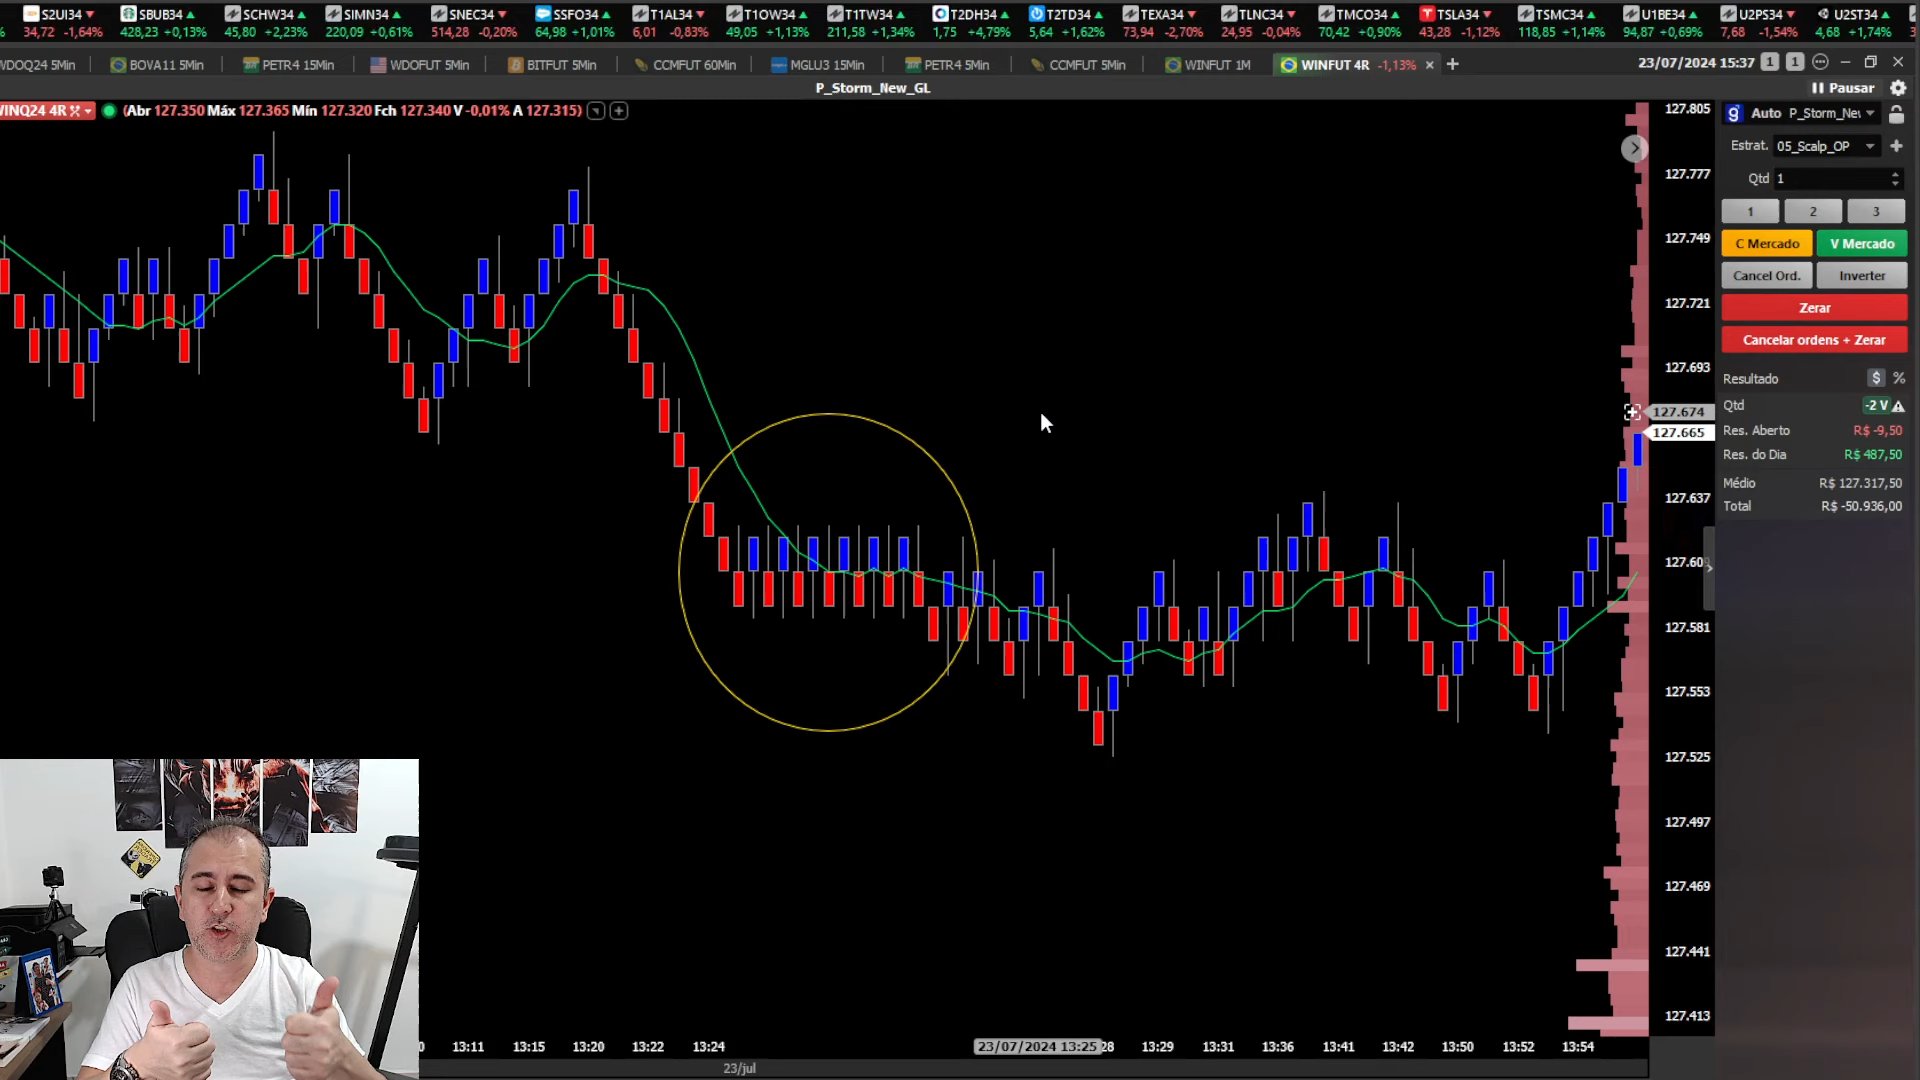 S2UI34 SBUB34 SCHW34 SIMN34 SNEC34 SSFO34 T1AL34 T1OW34 T1TW34 T2DH34 T2TD34 TEXA34 TLNC34 TMCO34 TSLA34 TSMC34 U1BE34 U2PS34 U2ST34
34,72 -1,64% 428,23 +0,13% 45,80 +2,23% 220,09 +0,61% 514,28 -0,20% 64,98 +1,01% 6,01 -0,83% 49,05 +1,13% 211,58 +1,34% 1,75 +4,79% 5,64 +1,62% 73,94 -2,70% 24,95 -0,04% 70,42 +0,90% 43,28 -1,12% 118,85 +1,14% 94,87 +0,69% 7,68 -1,54% 4,68 +1,74%
WDOQ24 5Min BOVA11 5Min PETR4 15Min WDOFUT 5Min BITFUT 5Min CCMFUT 60Min MGLU3 15Min PETR4 5Min CCMFUT 5Min WINFUT 1M WINFUT 4R -1,13% 23/07/2024 15:37 1 1
P_Storm_New_GL Pausar
WINQ24 4R (Abr 127.350 Máx 127.365 Mín 127.320 Fch 127.340 V -0,01% A 127.315)
Auto P_Storm_New
Estrat. 05_Scalp_OP
Qtd 1
1 2 3
C Mercado V Mercado
Cancel Ord. Inverter
Zerar
Cancelar ordens + Zerar
Resultado $ %
Qtd -2 V
Res. Aberto R$ -9,50
Res. do Dia R$ 487,50
Médio R$ 127.317,50
Total R$ -50.936,00
127.805
127.777
127.749
127.721
127.693
127.674
127.665
127.637
127.60
127.581
127.553
127.525
127.497
127.469
127.441
127.413
0 13:11 13:15 13:20 13:22 13:24 23/07/2024 13:25 28 13:29 13:31 13:36 13:41 13:42 13:50 13:52 13:54
23/jul